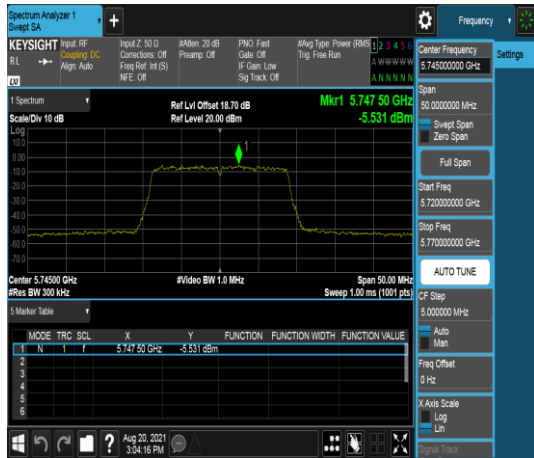 Spectrum Analyzer 1
Swept SA
+
Frequency
KEYSIGHT
RL
LXI
Input: RF
Coupling: DC
Align: Auto
Input Z: 50 Ω
Corrections: Off
Freq Ref: Int (S)
NFE: Off
#Atten: 20 dB
Preamp: Off
PNO: Fast
Gate: Off
IF Gain: Low
Sig Track: Off
#Avg Type: Power (RMS
Trig: Free Run
1 2 3 4 5 6
A W W W W W
A N N N N N
Center Frequency
5.745000000 GHz
Settings
Span
50.0000000 MHz
Swept Span
Zero Span
Full Span
Start Freq
5.720000000 GHz
Stop Freq
5.770000000 GHz
AUTO TUNE
CF Step
5.000000 MHz
Auto
Man
Freq Offset
0 Hz
X Axis Scale
Log
Lin
Signal Track
1 Spectrum
Scale/Div 10 dB
Ref Lvl Offset 18.70 dB
Ref Level 20.00 dBm
Mkr1 5.747 50 GHz
-5.531 dBm
Log
10.0
0.00
-10.0
-20.0
-30.0
-40.0
-50.0
-60.0
-70.0
1
Center 5.74500 GHz
#Res BW 300 kHz
#Video BW 1.0 MHz
Span 50.00 MHz
Sweep 1.00 ms (1001 pts)
5 Marker Table
MODE TRC SCL X Y FUNCTION FUNCTION WIDTH FUNCTION VALUE
1 N 1 f 5.747 50 GHz -5.531 dBm
2
3
4
5
6
?
Aug 20, 2021
3:04:16 PM